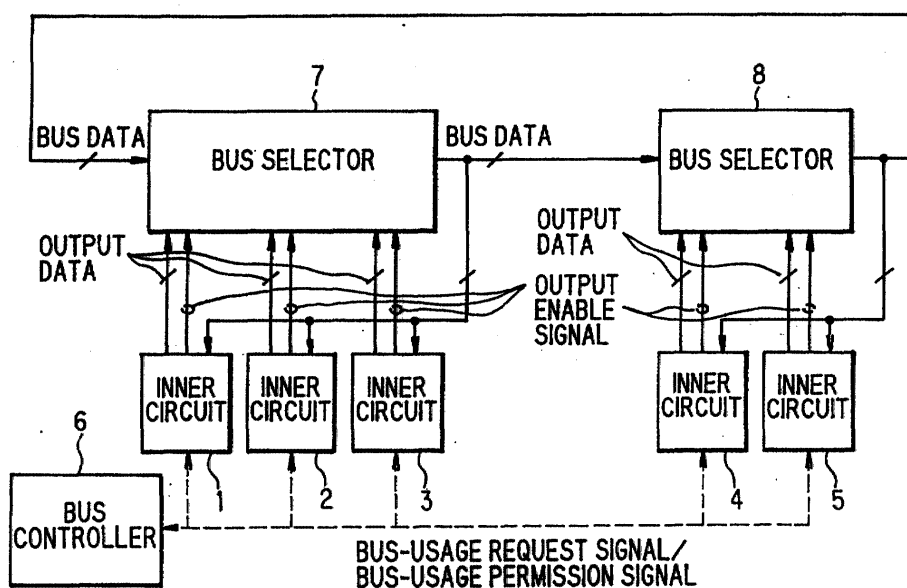 7
8
BUS DATA
BUS SELECTOR
BUS DATA
BUS SELECTOR
OUTPUT
DATA
OUTPUT
DATA
OUTPUT
ENABLE
SIGNAL
INNER
CIRCUIT
INNER
CIRCUIT
INNER
CIRCUIT
INNER
CIRCUIT
INNER
CIRCUIT
6
1
2
3
4
5
BUS
CONTROLLER
BUS-USAGE REQUEST SIGNAL/
BUS-USAGE PERMISSION SIGNAL